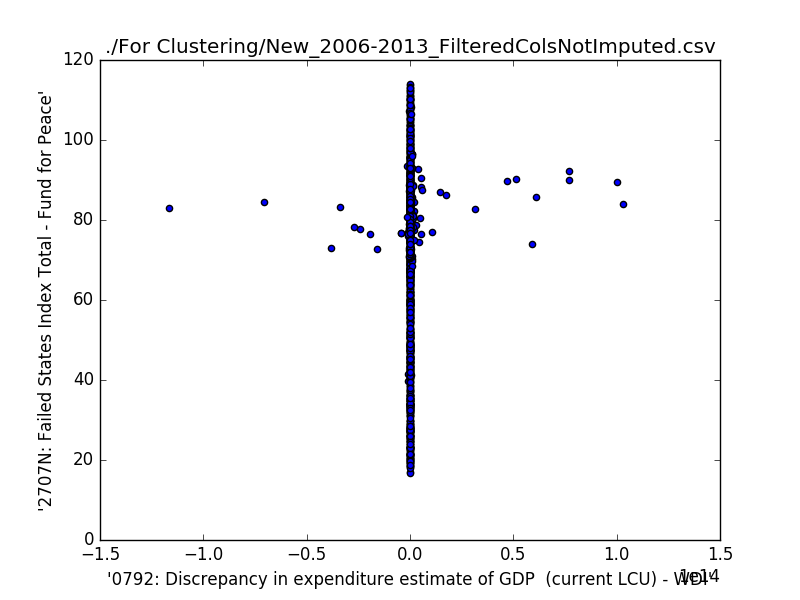 ./For Clustering/New_2006-2013_FilteredColsNotImputed.csv
'2707N: Failed States Index Total - Fund for Peace'
120
100
80
60
40
20
0
−1.5 −1.0 −0.5 0.0 0.5 1.0 1.5
1e14
'0792: Discrepancy in expenditure estimate of GDP (current LCU) - WDI'